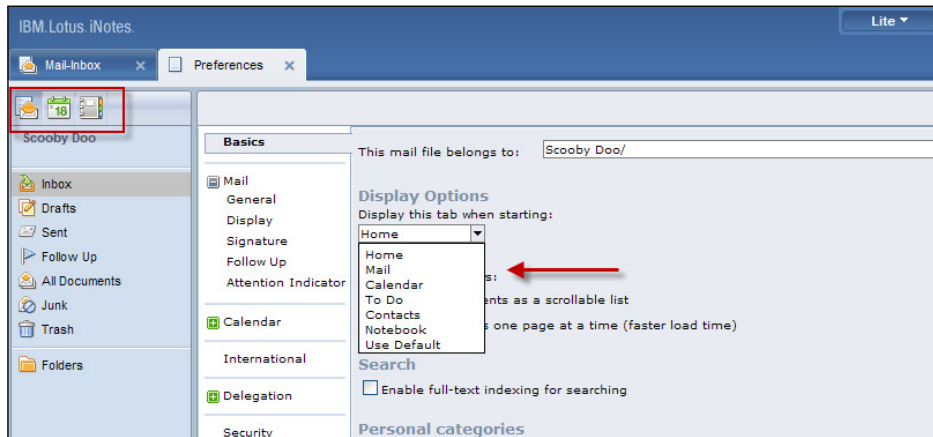 IBM.Lotus.iNotes.
Lite
Mail-Inbox
Preferences
18
Scooby Doo
Inbox
Drafts
Sent
Follow Up
All Documents
Junk
Trash
Folders
Basics
Mail
General
Display
Signature
Follow Up
Attention Indicator
Calendar
International
Delegation
Security
This mail file belongs to: Scooby Doo/
Display Options
Display this tab when starting:
Home
Home
Mail
Calendar
To Do
Contacts
Notebook
Use Default
s:
ents as a scrollable list
s one page at a time (faster load time)
Search
Enable full-text indexing for searching
Personal categories